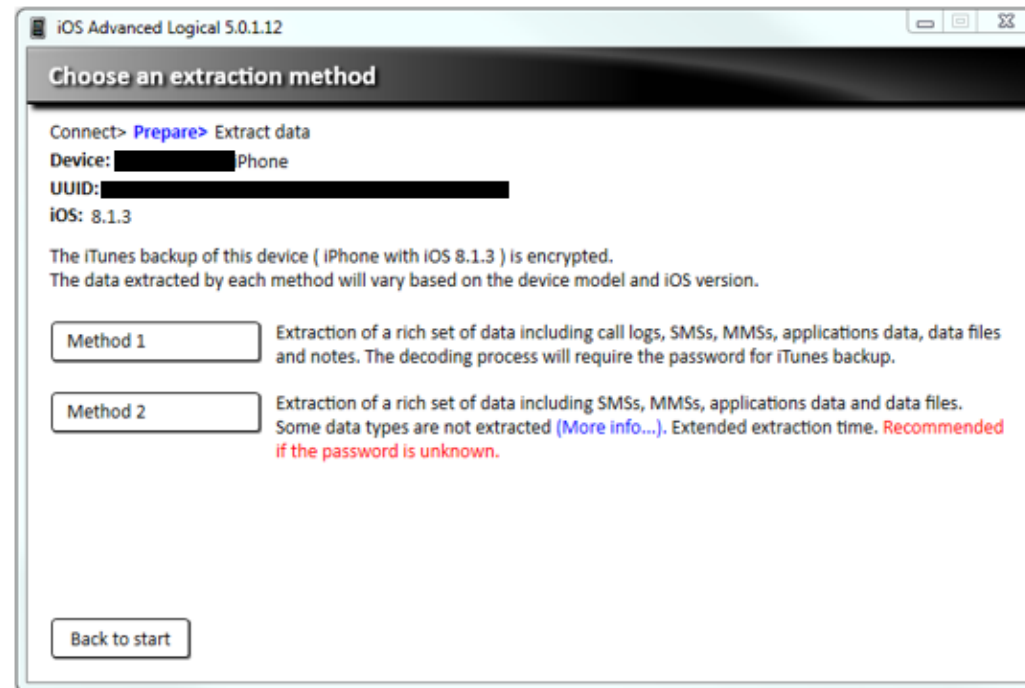 iOS Advanced Logical 5.0.1.12
Choose an extraction method
Connect> Prepare> Extract data
Device: iPhone
UUID:
iOS: 8.1.3
The iTunes backup of this device ( iPhone with iOS 8.1.3 ) is encrypted.
The data extracted by each method will vary based on the device model and iOS version.
Method 1
Extraction of a rich set of data including call logs, SMSs, MMSs, applications data, data files
and notes. The decoding process will require the password for iTunes backup.
Method 2
Extraction of a rich set of data including SMSs, MMSs, applications data and data files.
Some data types are not extracted (More info...). Extended extraction time. Recommended
if the password is unknown.
Back to start